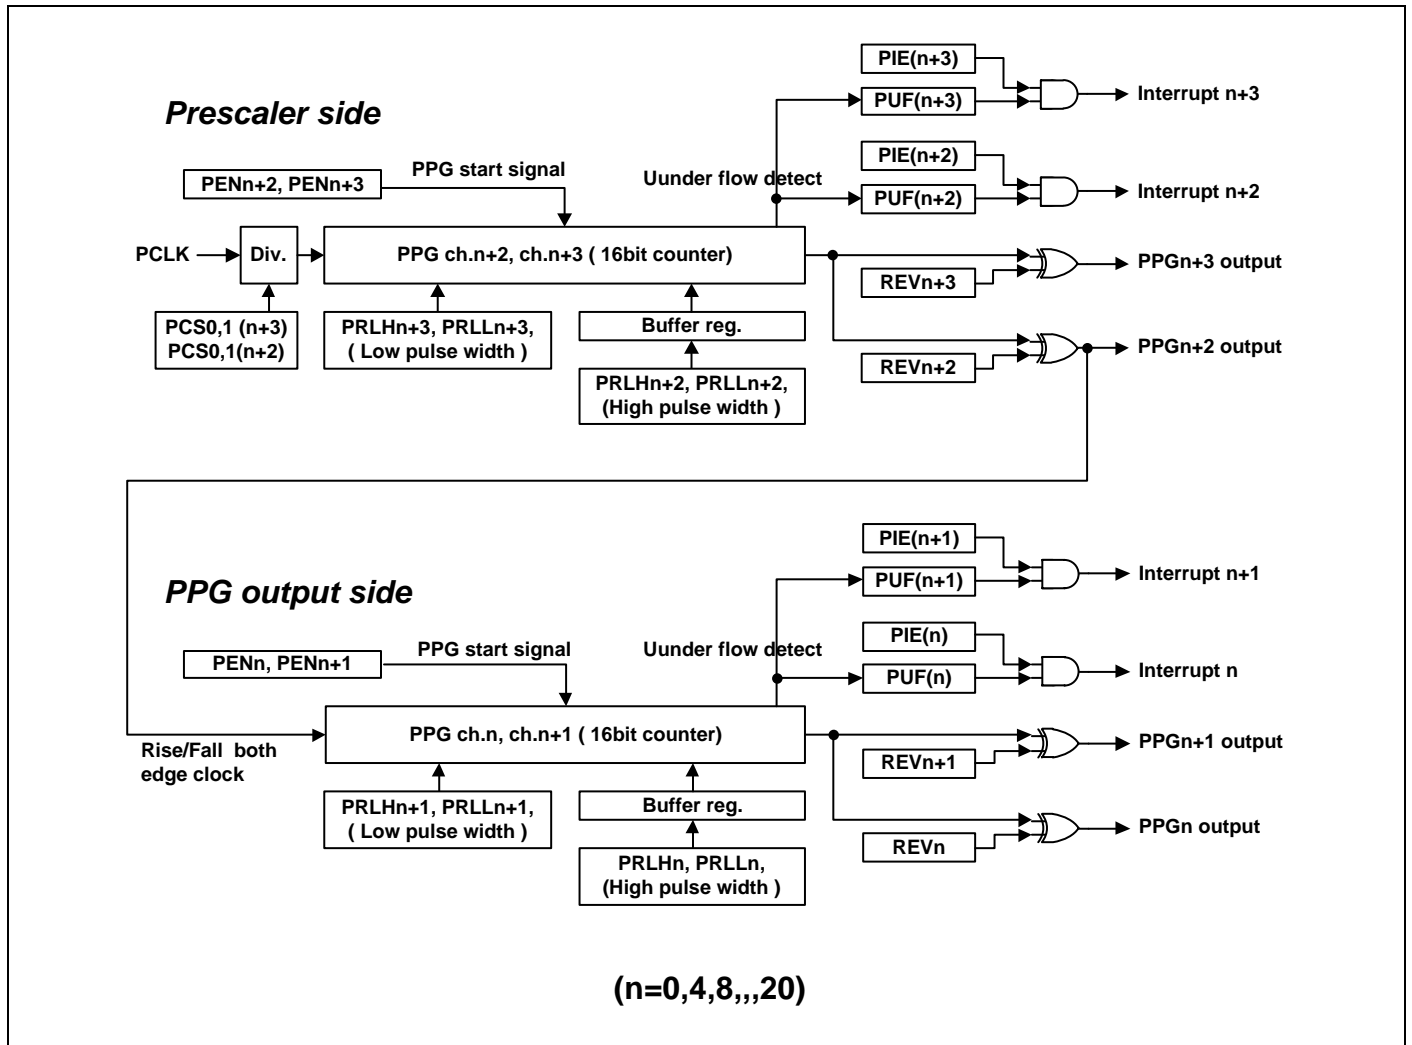 PIE(n+3)
PUF(n+3)
Interrupt n+3
Prescaler side
PIE(n+2)
PPG start signal
Uunder flow detect
PENn+2, PENn+3
PUF(n+2)
Interrupt n+2
PCLK
Div.
PPG ch.n+2, ch.n+3 ( 16bit counter)
PPGn+3 output
REVn+3
PCS0,1 (n+3)
PCS0,1(n+2)
PRLHn+3, PRLLn+3,
( Low pulse width )
Buffer reg.
PPGn+2 output
REVn+2
PRLHn+2, PRLLn+2,
(High pulse width )
PIE(n+1)
PUF(n+1)
Interrupt n+1
PPG output side
PIE(n)
PPG start signal
Uunder flow detect
PENn, PENn+1
PUF(n)
Interrupt n
PPG ch.n, ch.n+1 ( 16bit counter)
Rise/Fall both
edge clock
PPGn+1 output
REVn+1
PRLHn+1, PRLLn+1,
( Low pulse width )
Buffer reg.
PPGn output
REVn
PRLHn, PRLLn,
(High pulse width )
(n=0,4,8,,,20)